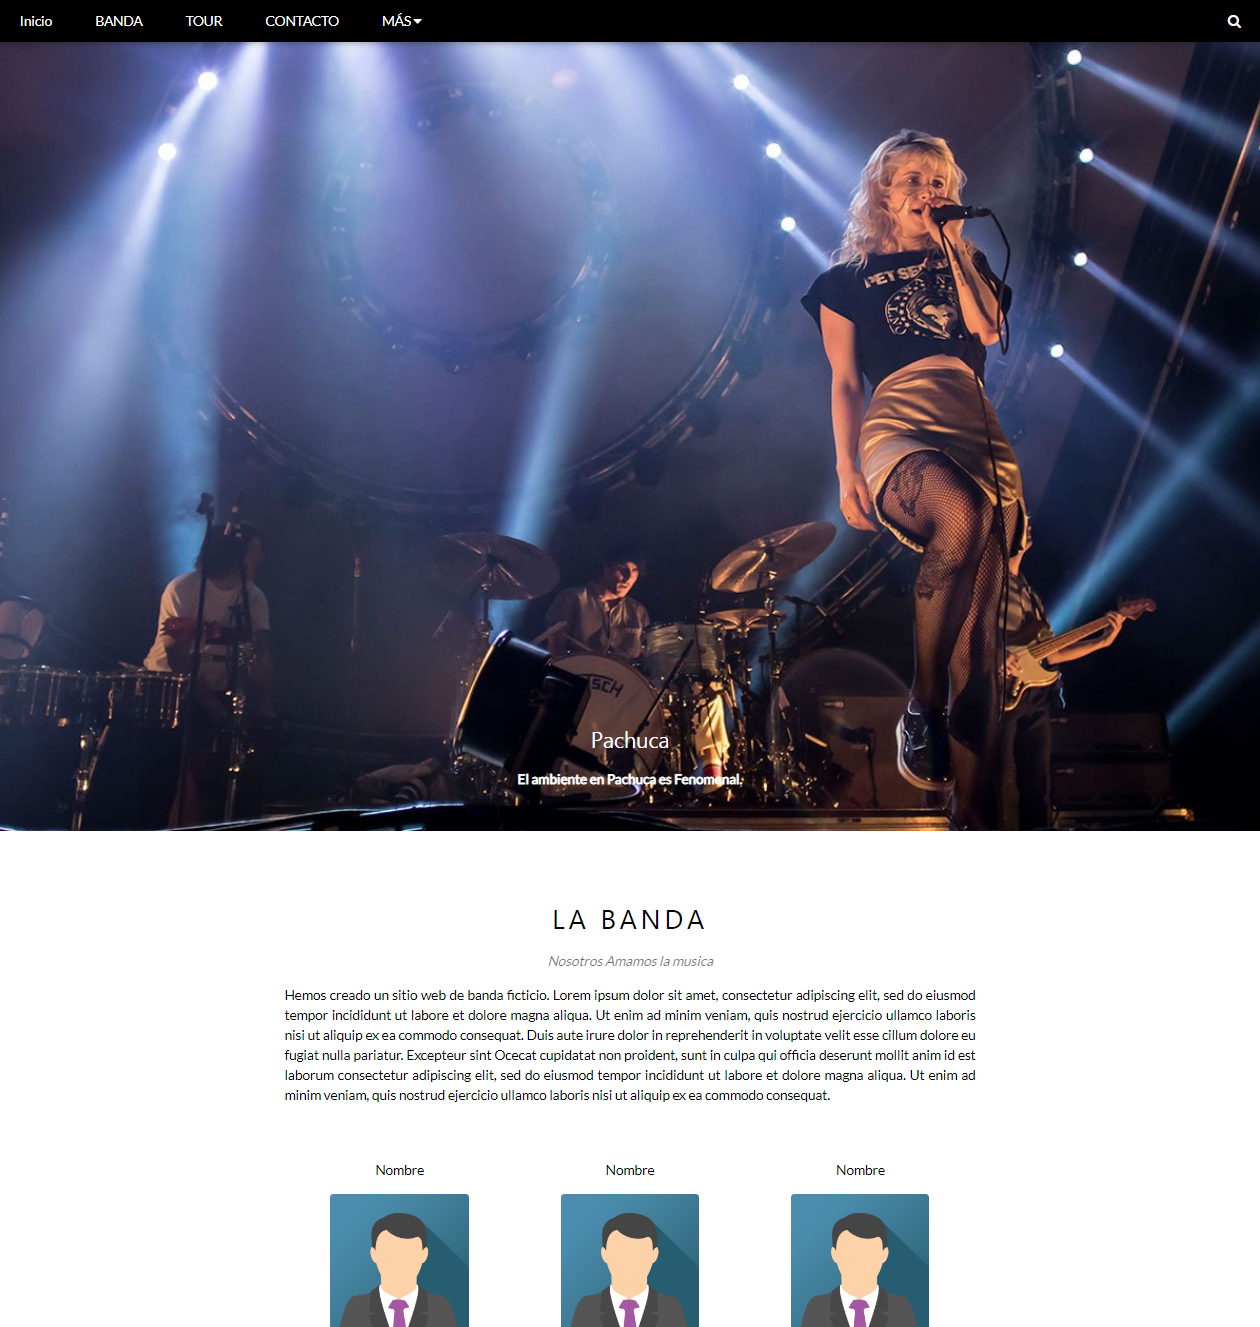 Inicio BANDA TOUR CONTACTO MÁS
PET SE
SCH
Pachuca
El ambiente en Pachuca es Fenomenal.
LA BANDA
Nosotros Amamos la musica
Hemos creado un sitio web de banda ficticio. Lorem ipsum dolor sit amet, consectetur adipiscing elit, sed do eiusmod
tempor incididunt ut labore et dolore magna aliqua. Ut enim ad minim veniam, quis nostrud ejercicio ullamco laboris
nisi ut aliquip ex ea commodo consequat. Duis aute irure dolor in reprehenderit in voluptate velit esse cillum dolore eu
fugiat nulla pariatur. Excepteur sint Ocecat cupidatat non proident, sunt in culpa qui officia deserunt mollit anim id est
laborum consectetur adipiscing elit, sed do eiusmod tempor incididunt ut labore et dolore magna aliqua. Ut enim ad
minim veniam, quis nostrud ejercicio ullamco laboris nisi ut aliquip ex ea commodo consequat.
Nombre Nombre Nombre